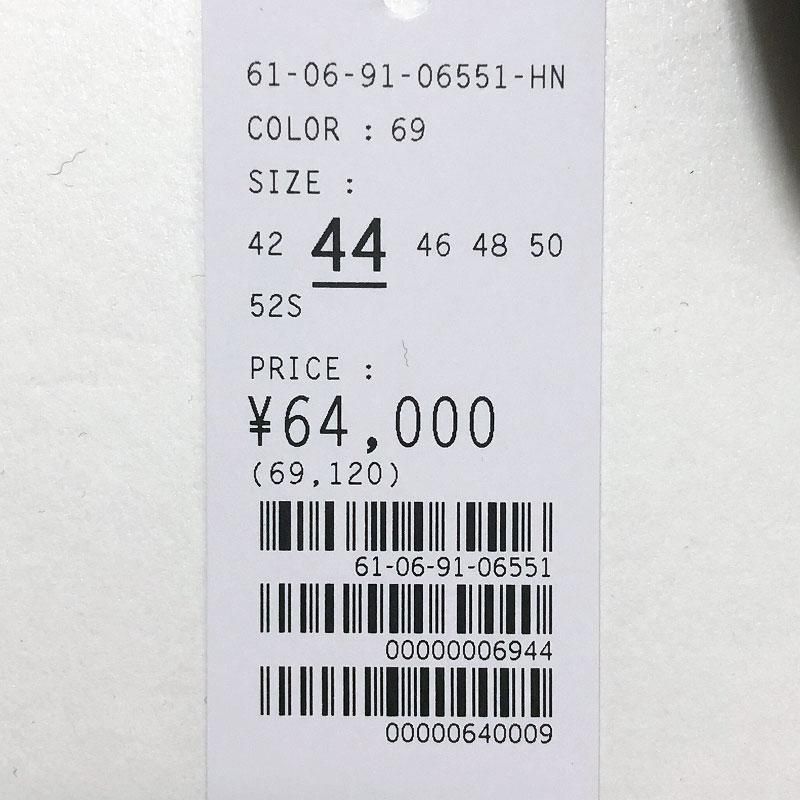 61-06-91-06551-HN
COLOR : 69
SIZE :
42 44 46 48 50
52S
PRICE :
¥64,000
(69,120)
61-06-91-06551
00000006944
00000640009